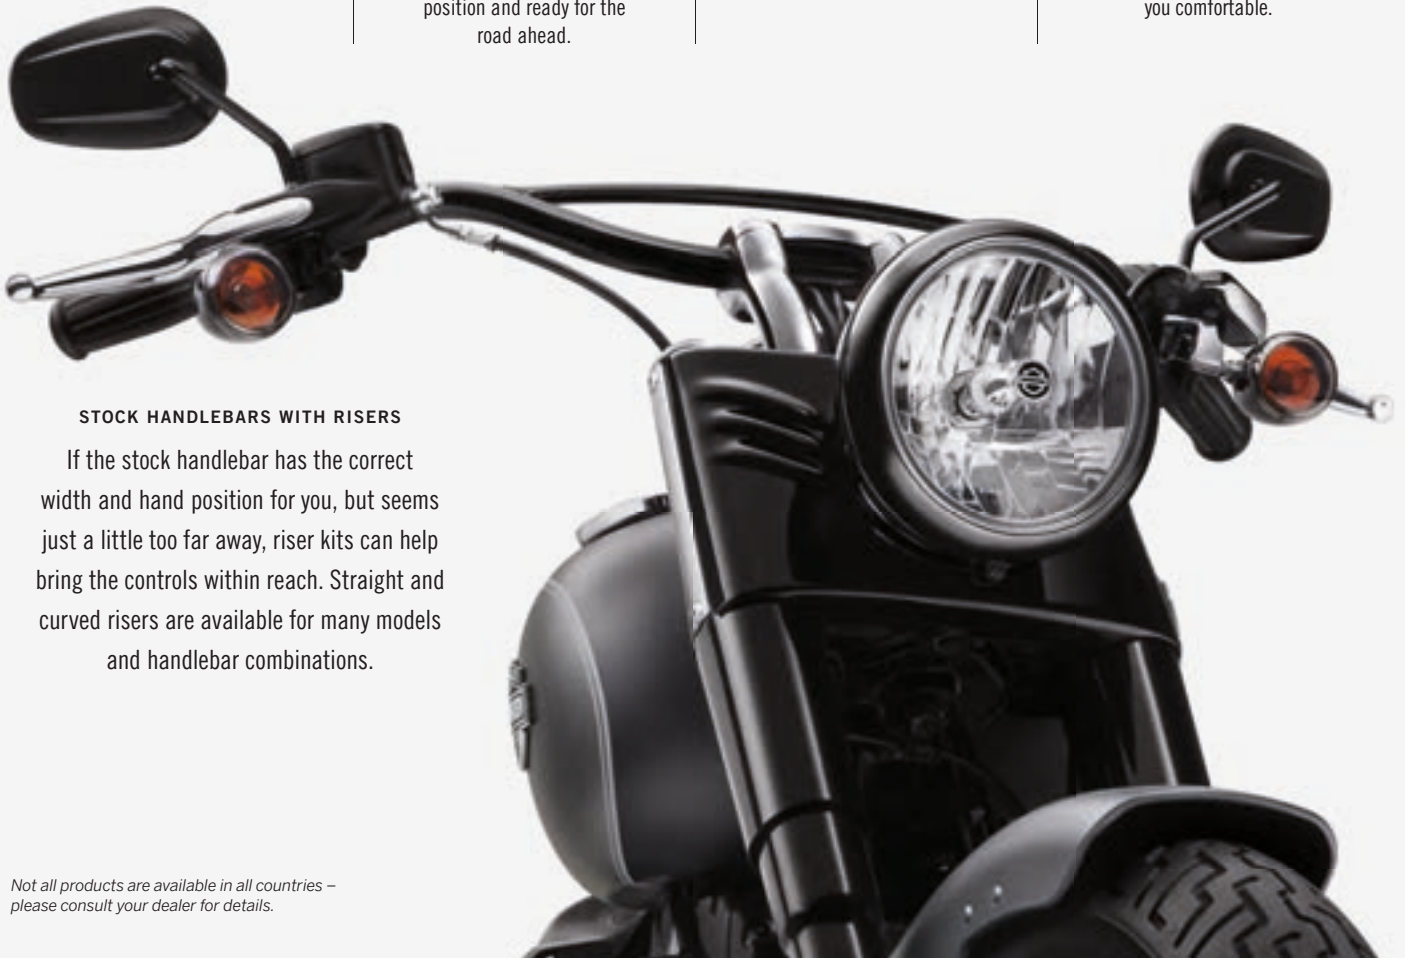 position and ready for the
road ahead.
you comfortable.
STOCK HANDLEBARS WITH RISERS
If the stock handlebar has the correct
width and hand position for you, but seems
just a little too far away, riser kits can help
bring the controls within reach. Straight and
curved risers are available for many models
and handlebar combinations.
Not all products are available in all countries –
please consult your dealer for details.